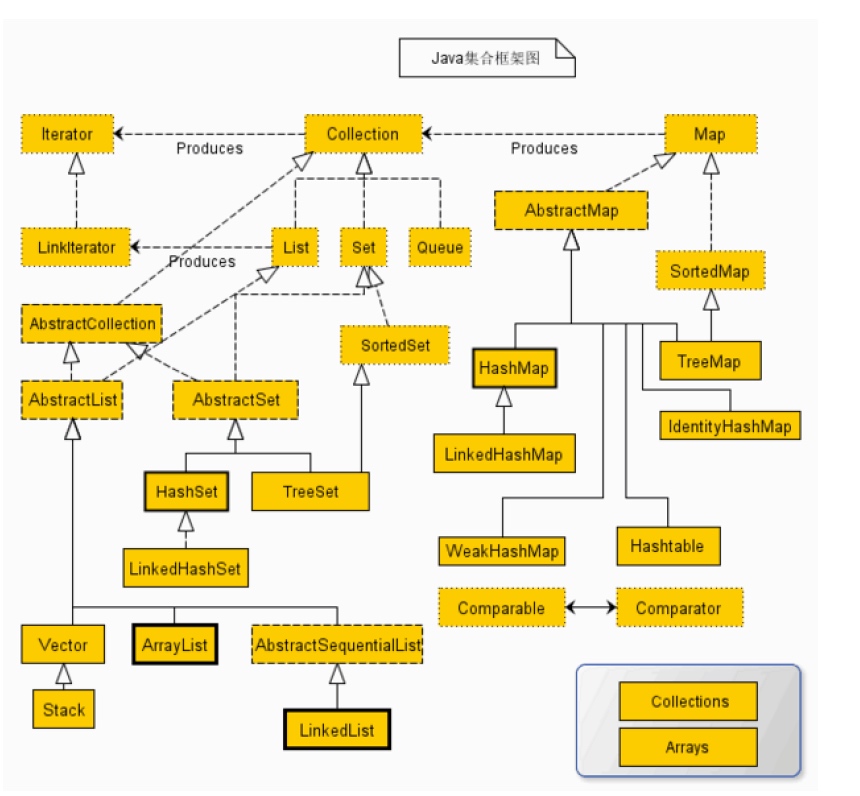 Java集合框架图
Iterator
Produces
Collection
Produces
Map
AbstractMap
LinkIterator
Produces
List
Set
Queue
SortedMap
AbstractCollection
SortedSet
HashMap
TreeMap
AbstractList
AbstractSet
IdentityHashMap
LinkedHashMap
HashSet
TreeSet
WeakHashMap
Hashtable
LinkedHashSet
Comparable
Comparator
Vector
ArrayList
AbstractSequentialList
Stack
LinkedList
Collections
Arrays